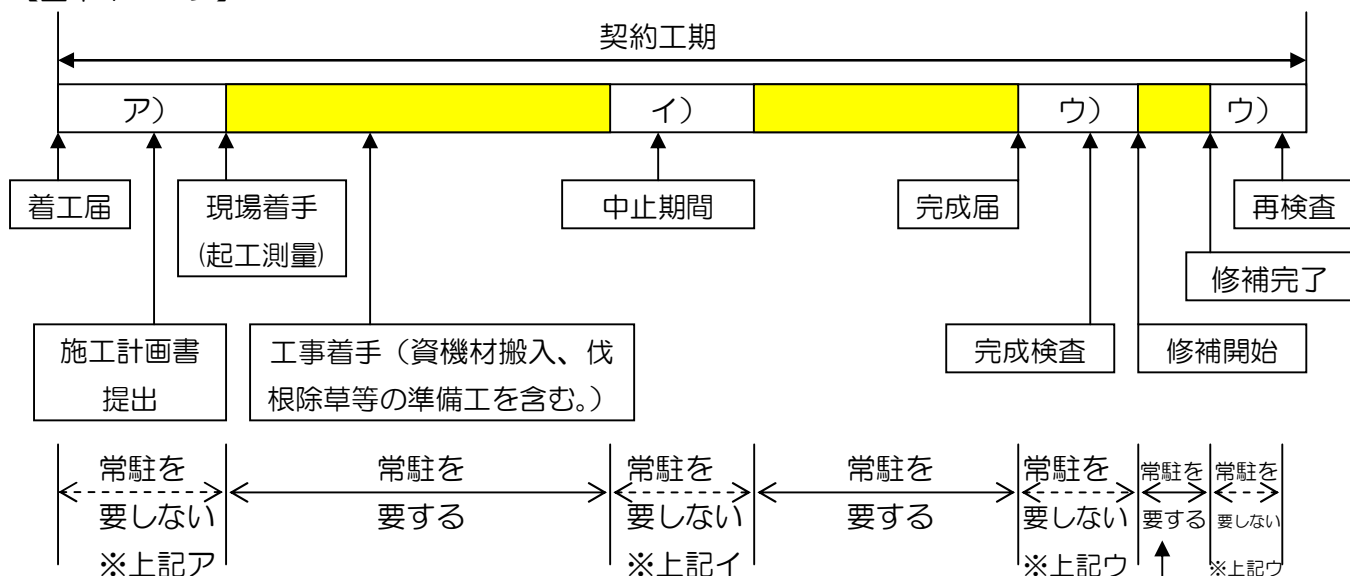 契約工期
ア)
イ)
ウ)
ウ)
着工届
現場着手
(起工測量)
中止期間
完成届
再検査
修補完了
施工計画書
提出
工事着手(資機材搬入、伐
根除草等の準備工を含む。)
完成検査
修補開始
常駐を
要しない
※上記ア
常駐を
要する
常駐を
要しない
※上記イ
常駐を
要する
常駐を
要しない
※上記ウ
常駐を
要する
常駐を
要しない
※上記ウ